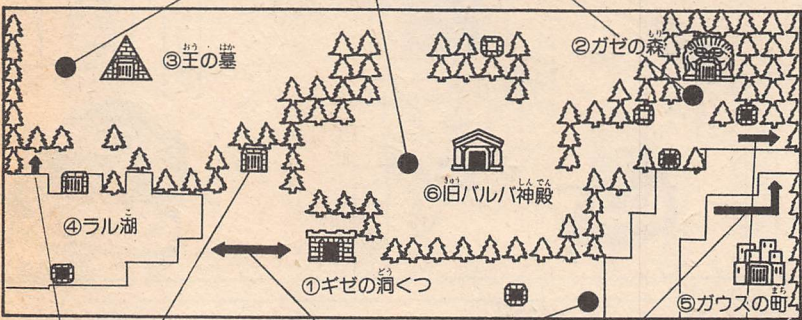 ②ガゼの森
③王の墓
⑥旧バルバ神殿
④ラル湖
①ギゼの洞くつ
⑤ガウスの町